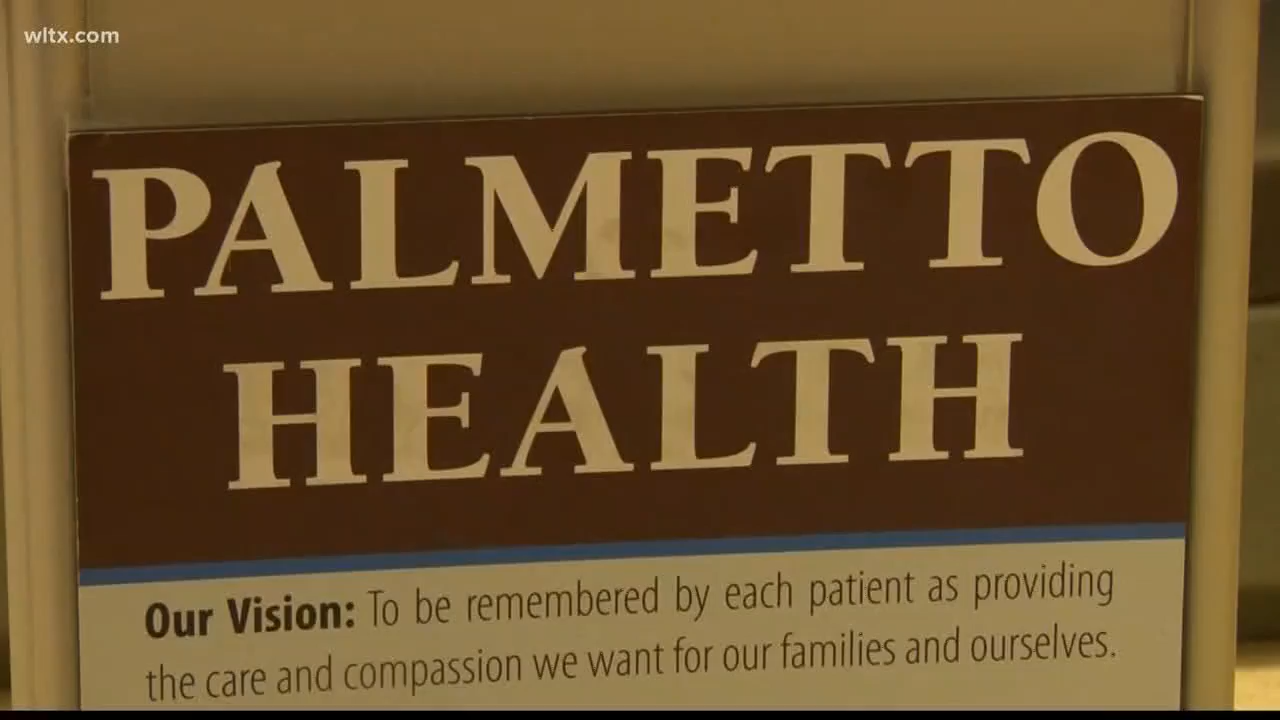 wltx.com
PALMETTO
HEALTH
Our Vision: To be remembered by each patient as providing
the care and compassion we want for our families and ourselves.